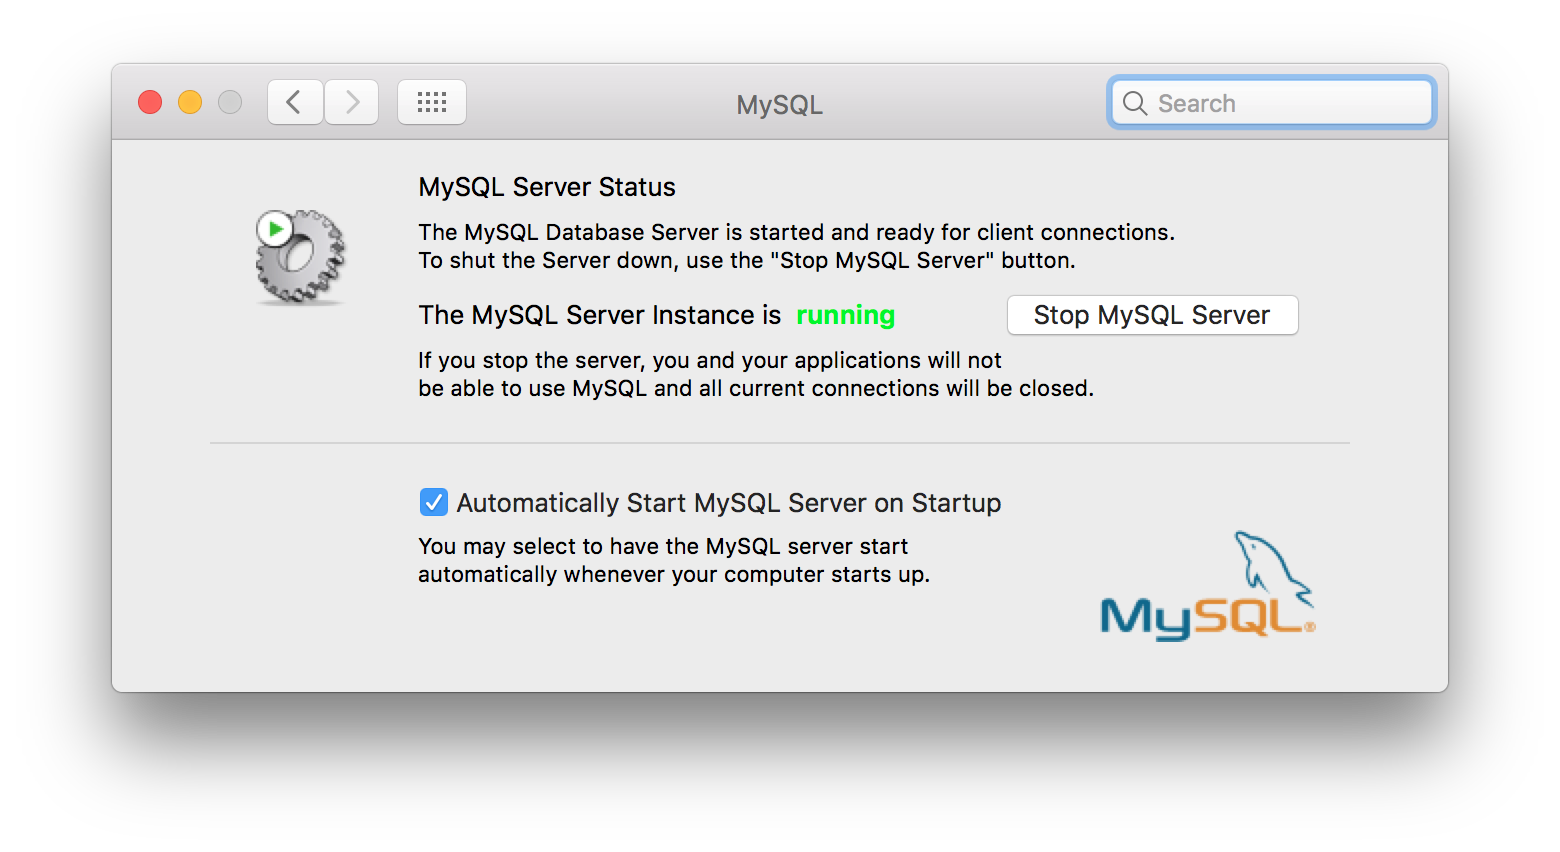 MySQL
Search
MySQL Server Status
The MySQL Database Server is started and ready for client connections.
To shut the Server down, use the "Stop MySQL Server" button.
The MySQL Server Instance is running
Stop MySQL Server
If you stop the server, you and your applications will not
be able to use MySQL and all current connections will be closed.
Automatically Start MySQL Server on Startup
You may select to have the MySQL server start
automatically whenever your computer starts up.
MySQL®